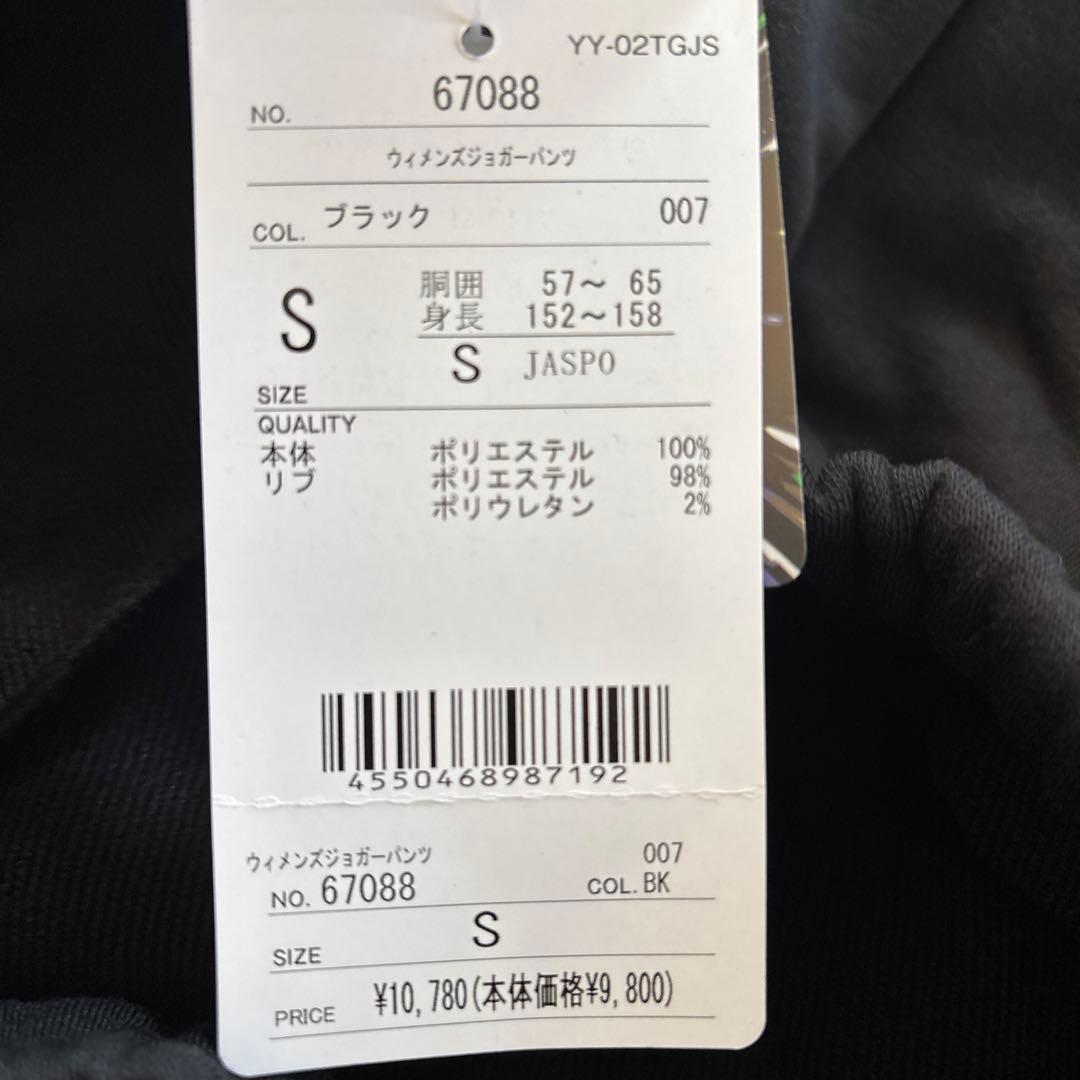 YY-02TGJS
NO. 67088
ウィメンズジョガーパンツ
COL. ブラック 007
S 胴囲 57～ 65
身長 152～158
S JASPO
SIZE
QUALITY
本体 ポリエステル 100%
リブ ポリエステル 98%
ポリウレタン 2%
4550468987192
ウィメンズジョガーパンツ 007
NO. 67088 COL. BK
SIZE S
PRICE ¥10,780(本体価格¥9,800)